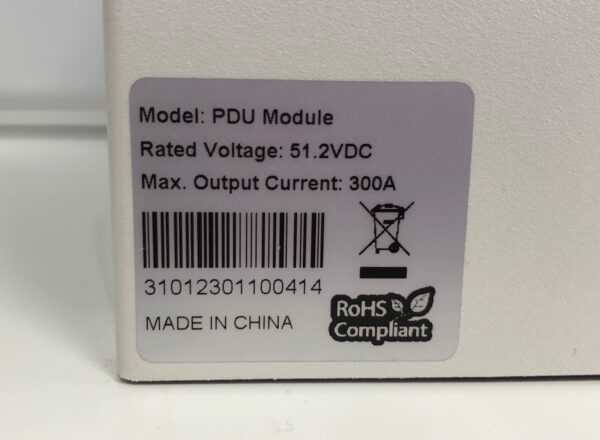 Model: PDU Module
Rated Voltage: 51.2VDC
Max. Output Current: 300A
31012301100414
MADE IN CHINA
RoHS
Compliant